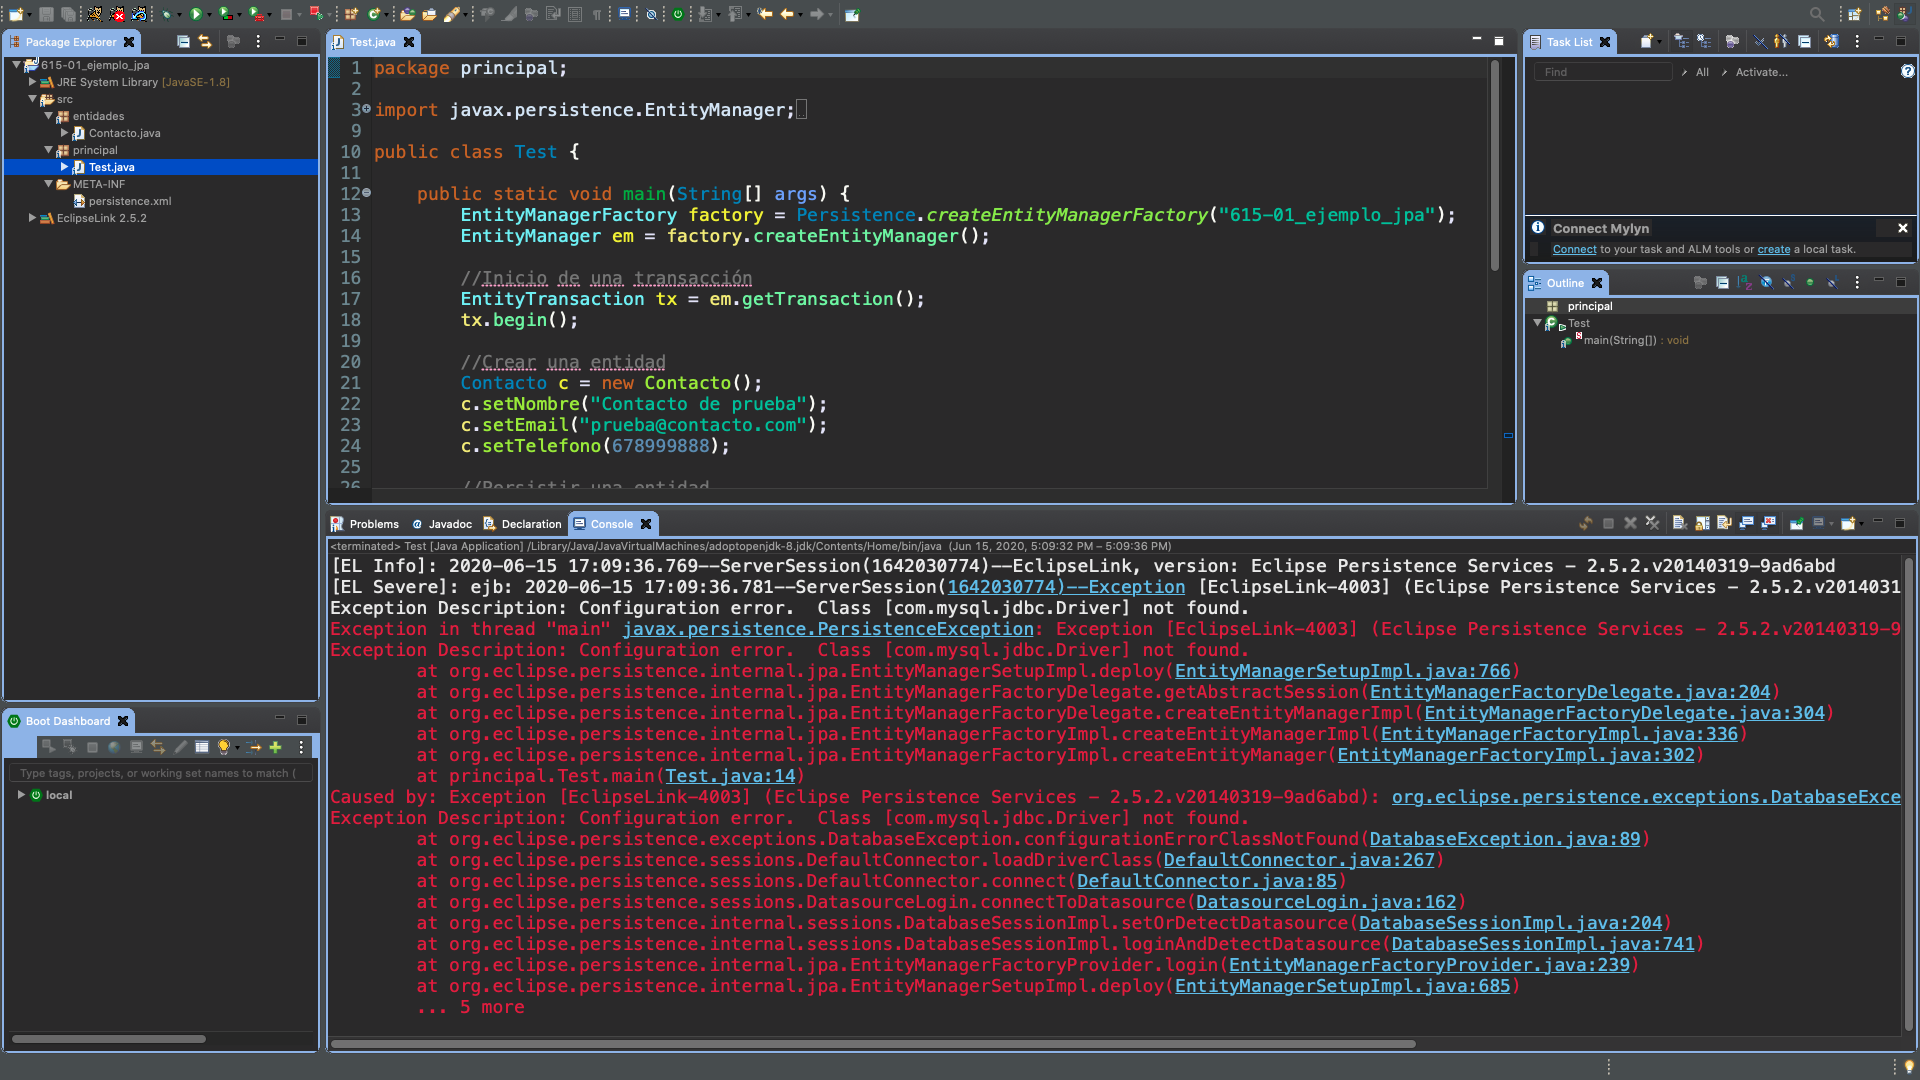 Package Explorer
615-01_ejemplo_jpa
JRE System Library [JavaSE-1.8]
src
entidades
Contacto.java
principal
Test.java
META-INF
persistence.xml
EclipseLink 2.5.2
Boot Dashboard
Type tags, projects, or working set names to match (
local
Test.java
1 package principal;
2
3 import javax.persistence.EntityManager;
9
10 public class Test {
11
12 public static void main(String[] args) {
13 EntityManagerFactory factory = Persistence.createEntityManagerFactory("615-01_ejemplo_jpa");
14 EntityManager em = factory.createEntityManager();
15
16 //Inicio de una transacción
17 EntityTransaction tx = em.getTransaction();
18 tx.begin();
19
20 //Crear una entidad
21 Contacto c = new Contacto();
22 c.setNombre("Contacto de prueba");
23 c.setEmail("prueba@contacto.com");
24 c.setTelefono(678999888);
25
26 //Persistir una entidad
Problems
Javadoc
Declaration
Console
<terminated> Test [Java Application] /Library/Java/JavaVirtualMachines/adoptopenjdk-8.jdk/Contents/Home/bin/java (Jun 15, 2020, 5:09:32 PM – 5:09:36 PM)
[EL Info]: 2020-06-15 17:09:36.769--ServerSession(1642030774)--EclipseLink, version: Eclipse Persistence Services - 2.5.2.v20140319-9ad6abd
[EL Severe]: ejb: 2020-06-15 17:09:36.781--ServerSession(1642030774)--Exception [EclipseLink-4003] (Eclipse Persistence Services - 2.5.2.v2014031
Exception Description: Configuration error.  Class [com.mysql.jdbc.Driver] not found.
Exception in thread "main" javax.persistence.PersistenceException: Exception [EclipseLink-4003] (Eclipse Persistence Services - 2.5.2.v20140319-9
Exception Description: Configuration error.  Class [com.mysql.jdbc.Driver] not found.
at org.eclipse.persistence.internal.jpa.EntityManagerSetupImpl.deploy(EntityManagerSetupImpl.java:766)
at org.eclipse.persistence.internal.jpa.EntityManagerFactoryDelegate.getAbstractSession(EntityManagerFactoryDelegate.java:204)
at org.eclipse.persistence.internal.jpa.EntityManagerFactoryDelegate.createEntityManagerImpl(EntityManagerFactoryDelegate.java:304)
at org.eclipse.persistence.internal.jpa.EntityManagerFactoryImpl.createEntityManagerImpl(EntityManagerFactoryImpl.java:336)
at org.eclipse.persistence.internal.jpa.EntityManagerFactoryImpl.createEntityManager(EntityManagerFactoryImpl.java:302)
at principal.Test.main(Test.java:14)
Caused by: Exception [EclipseLink-4003] (Eclipse Persistence Services - 2.5.2.v20140319-9ad6abd): org.eclipse.persistence.exceptions.DatabaseExce
Exception Description: Configuration error.  Class [com.mysql.jdbc.Driver] not found.
at org.eclipse.persistence.exceptions.DatabaseException.configurationErrorClassNotFound(DatabaseException.java:89)
at org.eclipse.persistence.sessions.DefaultConnector.loadDriverClass(DefaultConnector.java:267)
at org.eclipse.persistence.sessions.DefaultConnector.connect(DefaultConnector.java:85)
at org.eclipse.persistence.sessions.DatasourceLogin.connectToDatasource(DatasourceLogin.java:162)
at org.eclipse.persistence.internal.sessions.DatabaseSessionImpl.setOrDetectDatasource(DatabaseSessionImpl.java:204)
at org.eclipse.persistence.internal.sessions.DatabaseSessionImpl.loginAndDetectDatasource(DatabaseSessionImpl.java:741)
at org.eclipse.persistence.internal.jpa.EntityManagerFactoryProvider.login(EntityManagerFactoryProvider.java:239)
at org.eclipse.persistence.internal.jpa.EntityManagerSetupImpl.deploy(EntityManagerSetupImpl.java:685)
... 5 more
Task List
Find
All
Activate...
Connect Mylyn
Connect to your task and ALM tools or create a local task.
Outline
principal
Test
main(String[]) : void